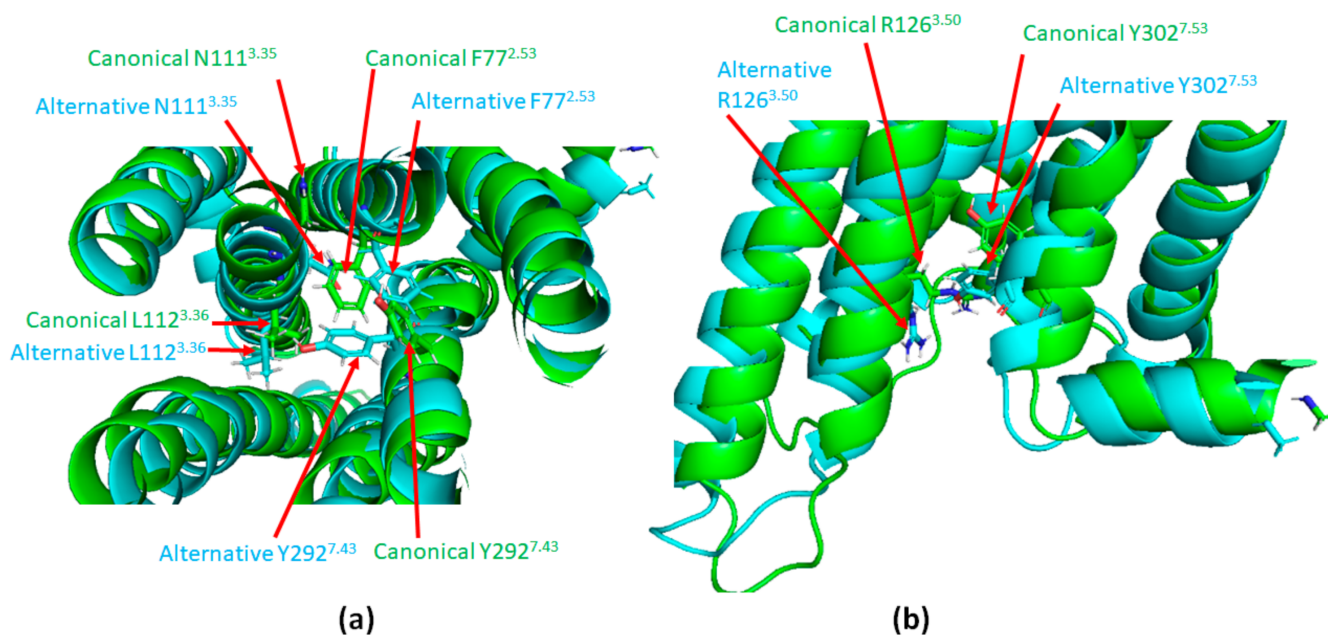 Canonical N111³·³⁵
Canonical F77²·⁵³
Alternative N111³·³⁵
Alternative F77²·⁵³
Canonical L112³·³⁶
Alternative L112³·³⁶
Alternative Y292⁷·⁴³
Canonical Y292⁷·⁴³
(a)
Canonical R126³·⁵⁰
Canonical Y302⁷·⁵³
Alternative
R126³·⁵⁰
Alternative Y302⁷·⁵³
(b)